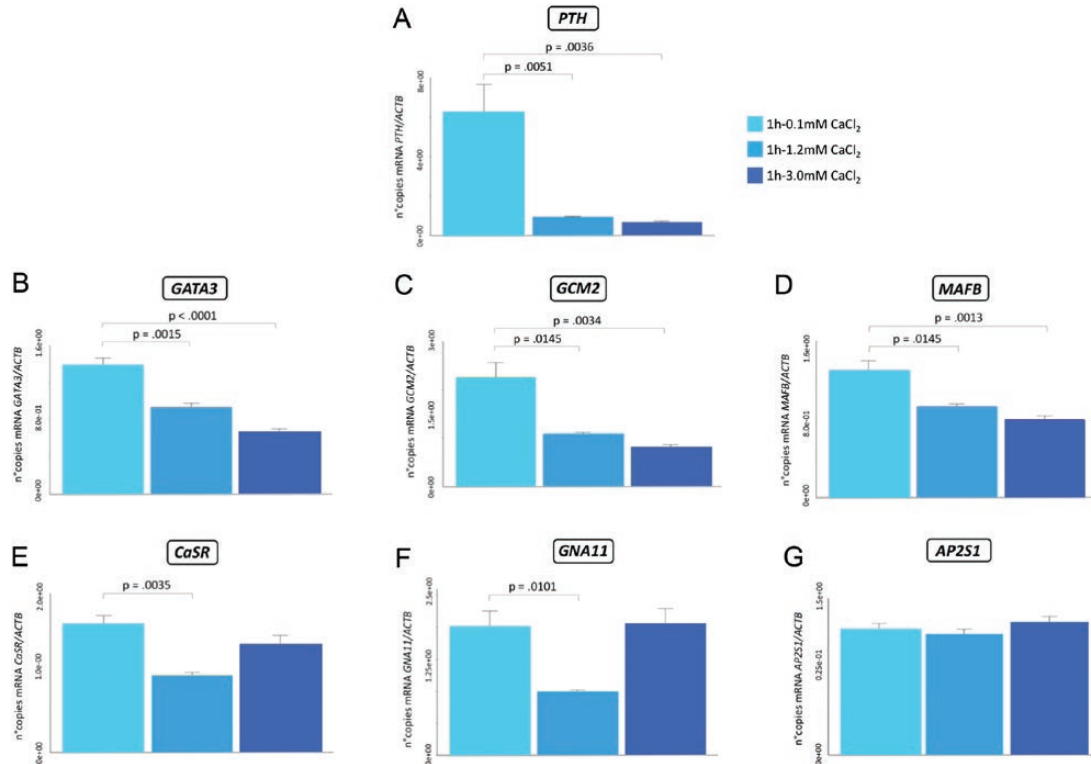 A
PTH
p = .0036
p = .0051
n°copies mRNA PTH/ACTB
0e+00
4e+00
8e+00
1h-0.1mM CaCl₂
1h-1.2mM CaCl₂
1h-3.0mM CaCl₂
B
GATA3
p < .0001
p = .0015
n°copies mRNA GATA3/ACTB
0e+00
8.0e-01
1.6e+00
C
GCM2
p = .0034
p = .0145
n°copies mRNA GCM2/ACTB
0e+00
1.5e+00
3e+00
D
MAFB
p = .0013
p = .0145
n°copies mRNA MAFB/ACTB
0e+00
8.0e-01
1.6e+00
E
CaSR
p = .0035
n°copies mRNA CaSR/ACTB
0e+00
1.0e-00
2.0e+00
F
GNA11
p = .0101
n°copies mRNA GNA11/ACTB
0e+00
1.25e+00
2.5e+00
G
AP2S1
n°copies mRNA AP2S1/ACTB
0e+00
0.25e-01
1.5e+00